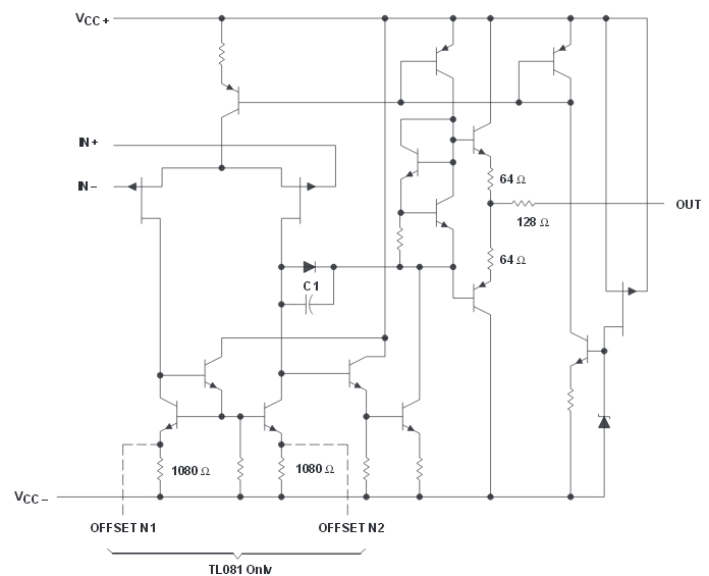 VCC+
IN+
IN−
64 Ω
128 Ω
OUT
64 Ω
C1
1080 Ω
1080 Ω
VCC−
OFFSET N1
OFFSET N2
TL081 Only